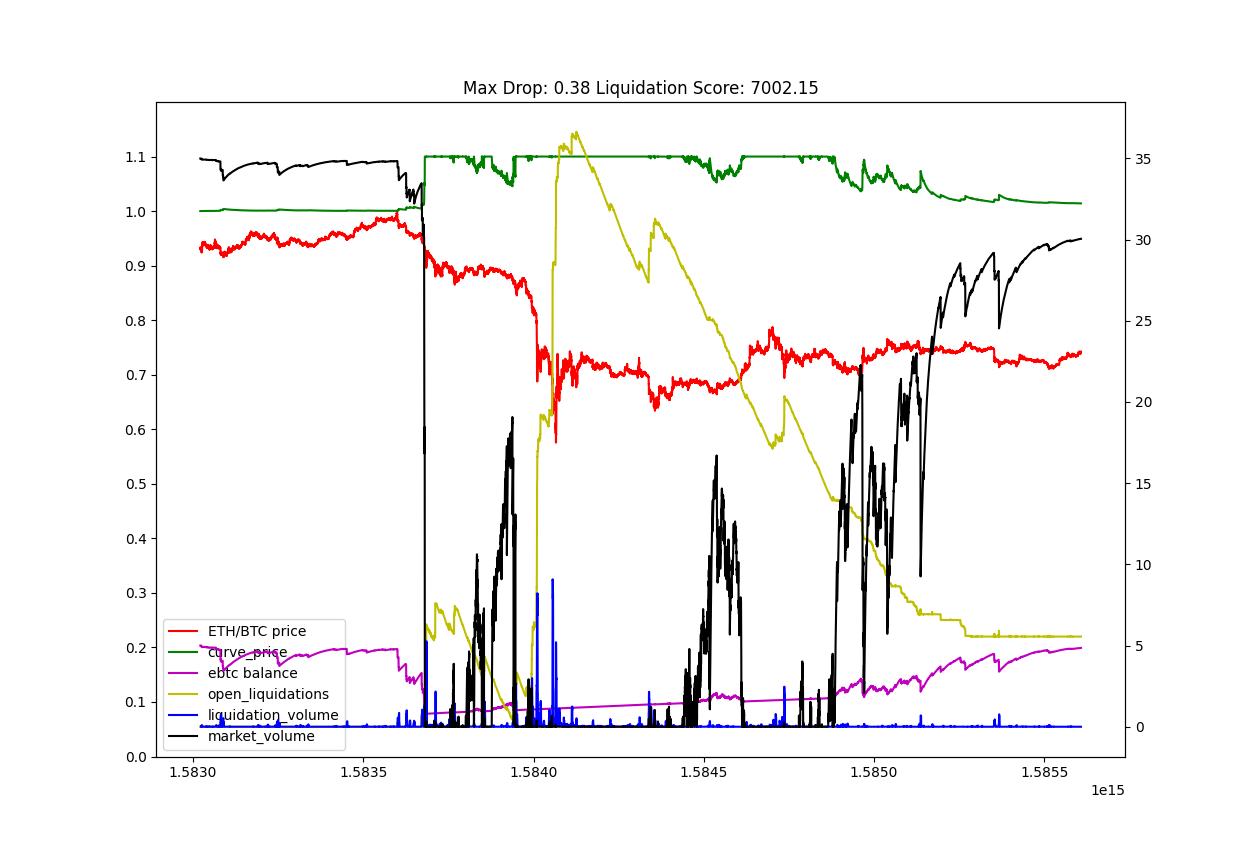 Max Drop: 0.38 Liquidation Score: 7002.15
1.1
1.0
0.9
0.8
0.7
0.6
0.5
0.4
0.3
0.2
0.1
0.0
35
30
25
20
15
10
5
0
ETH/BTC price
curve_price
ebtc balance
open_liquidations
liquidation_volume
market_volume
1.5830 1.5835 1.5840 1.5845 1.5850 1.5855
1e15